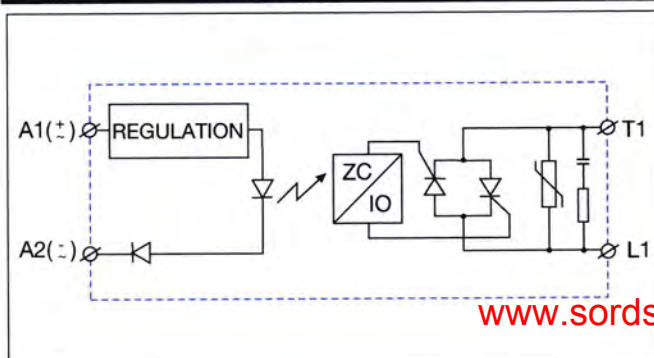 A1(+~)
REGULATION
A2(-~)
ZC
IO
T1
L1
www.sords